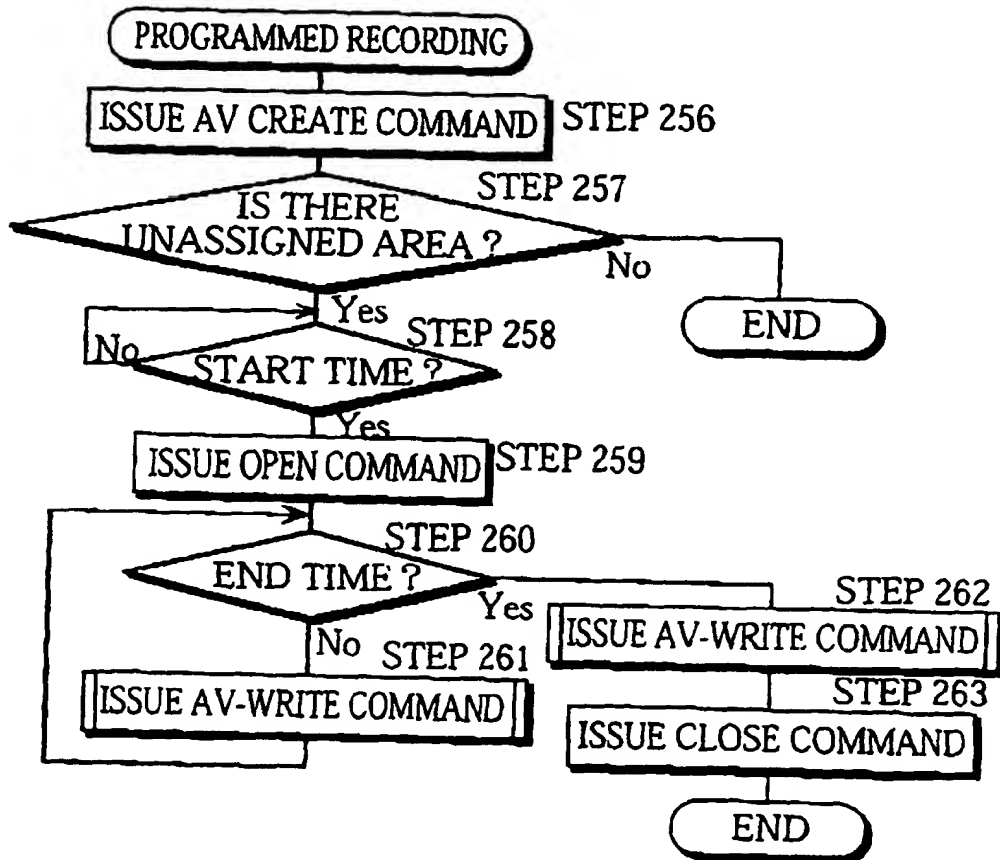 PROGRAMMED RECORDING
ISSUE AV CREATE COMMAND
STEP 256
STEP 257
IS THERE
UNASSIGNED AREA ?
No
END
Yes
STEP 258
No
START TIME ?
Yes
ISSUE OPEN COMMAND
STEP 259
STEP 260
END TIME ?
Yes
No
STEP 261
ISSUE AV-WRITE COMMAND
STEP 262
ISSUE AV-WRITE COMMAND
STEP 263
ISSUE CLOSE COMMAND
END